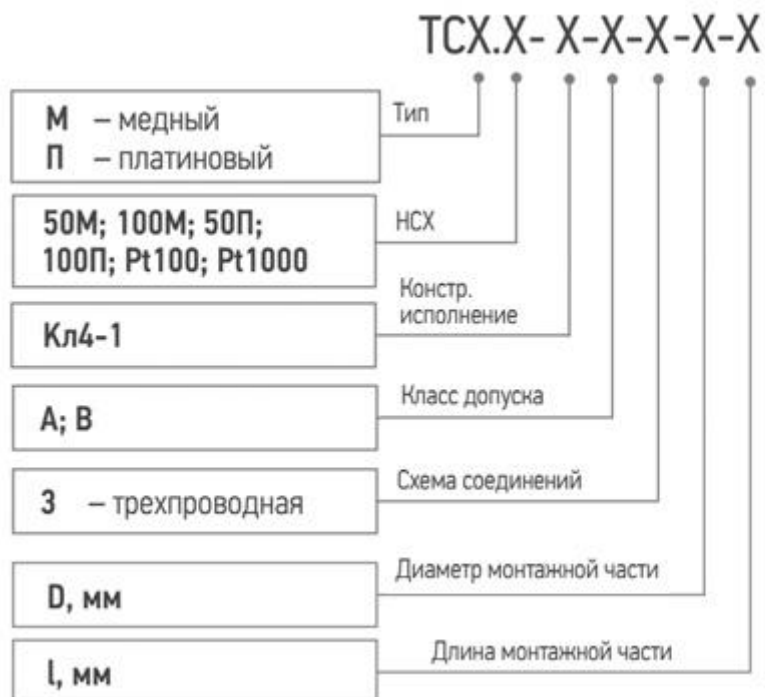 ТСХ.Х- Х-Х-Х-Х-Х
М – медный
П – платиновый
Тип
50М; 100М; 50П;
100П; Pt100; Pt1000
НСХ
Констр.
исполнение
Кл4-1
Класс допуска
А; В
Схема соединений
3 – трехпроводная
Диаметр монтажной части
D, мм
Длина монтажной части
l, мм